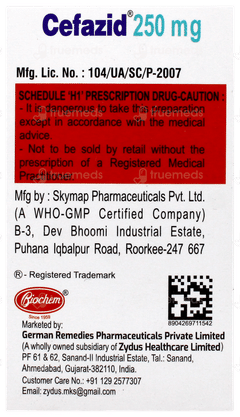 Cefazid® 250 mg
Mfg. Lic. No. : 104/UA/SC/P-2007
SCHEDULE 'H1' PRESCRIPTION DRUG-CAUTION :
- It is dangerous to take this preparation
except in accordance with the medical
advice.
- Not to be sold by retail without the
prescription of a Registered Medical
Practitioner.
Mfg by : Skymap Pharmaceuticals Pvt. Ltd.
(A WHO-GMP Certified Company)
B-3, Dev Bhoomi Industrial Estate,
Puhana Iqbalpur Road, Roorkee-247 667
® - Registered Trademark
Biochem
Since 1959
8904269711542
Marketed by:
German Remedies Pharmaceuticals Private Limited
(A wholly owned subsidiary of Zydus Healthcare Limited)
PF 61 & 62, Sanand-II Industrial Estate, Tal.: Sanand,
Ahmedabad, Gujarat-382110, India.
Customer Care No.: +91 129 2577307
Email: zydus.mks@gmail.com
truemeds